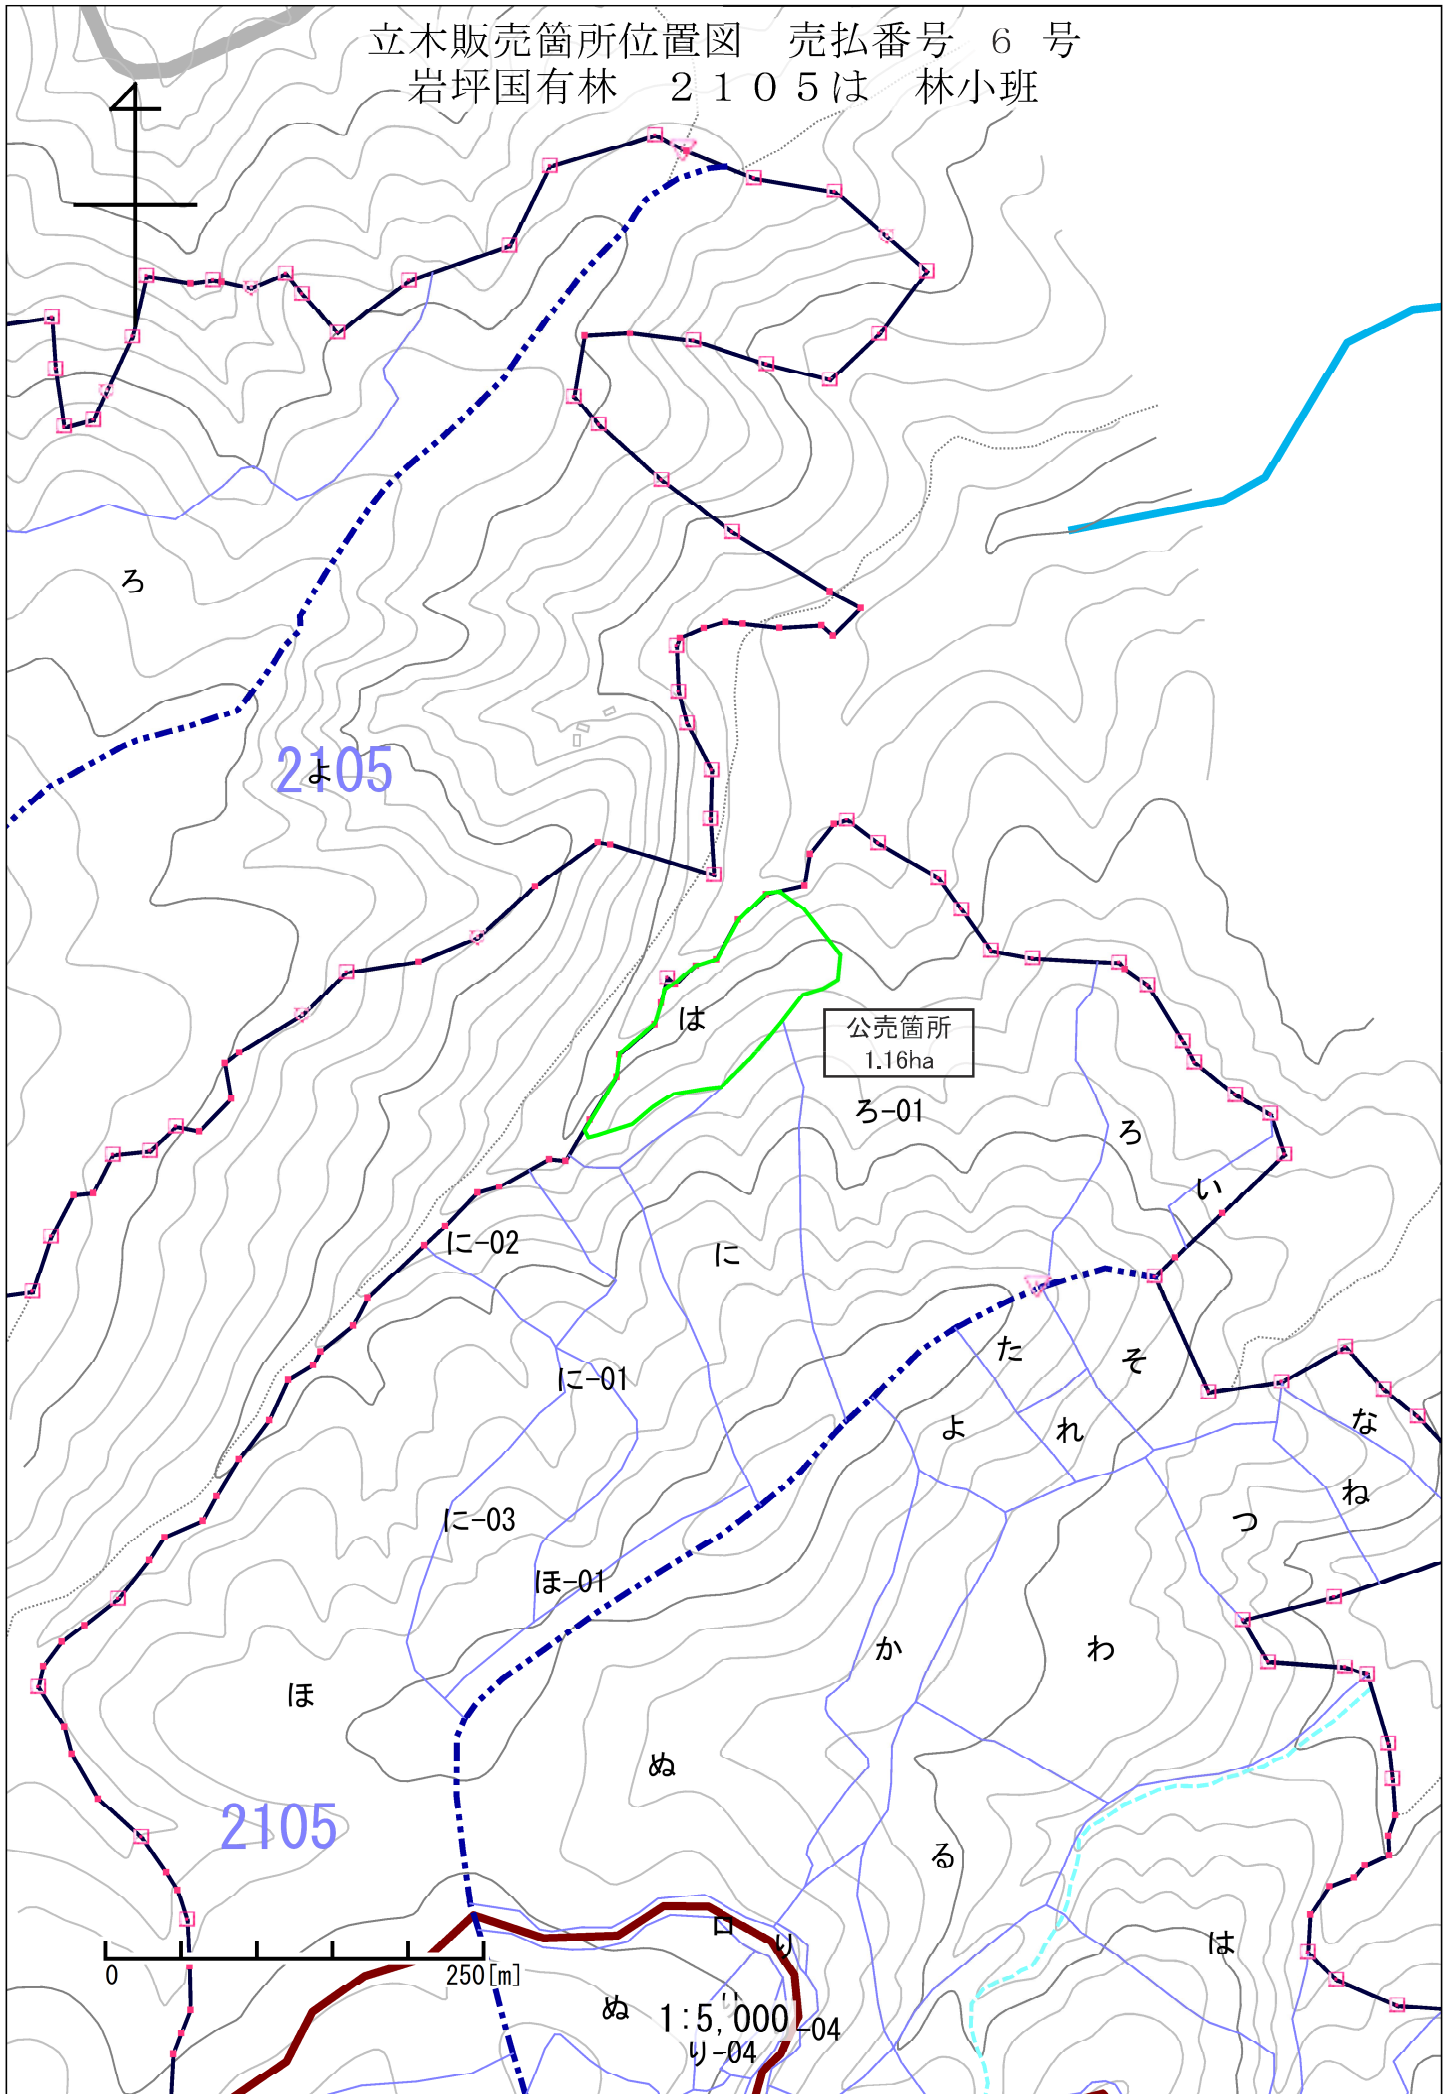 立木販売箇所位置図　売払番号　6　号
岩坪国有林　２１０５は　林小班
ろ
2105
よ
は
公売箇所
1.16ha
ろ-01
ろ
い
に-02
に
た
そ
に-01
な
よ
れ
ね
に-03
つ
ほ-01
か
わ
ほ
ぬ
2105
る
ロ
り
は
0
250[m]
ぬ
1:5,000
-04
り-04